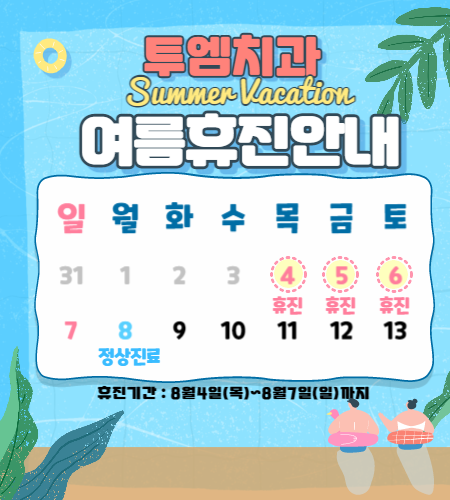 투엠치과
Summer Vacation
여름휴진안내
일 월 화 수 목 금 토
31 1 2 3 4 5 6
휴진 휴진 휴진
7 8 9 10 11 12 13
정상진료
휴진기간 : 8월4일(목)~8월7일(일)까지